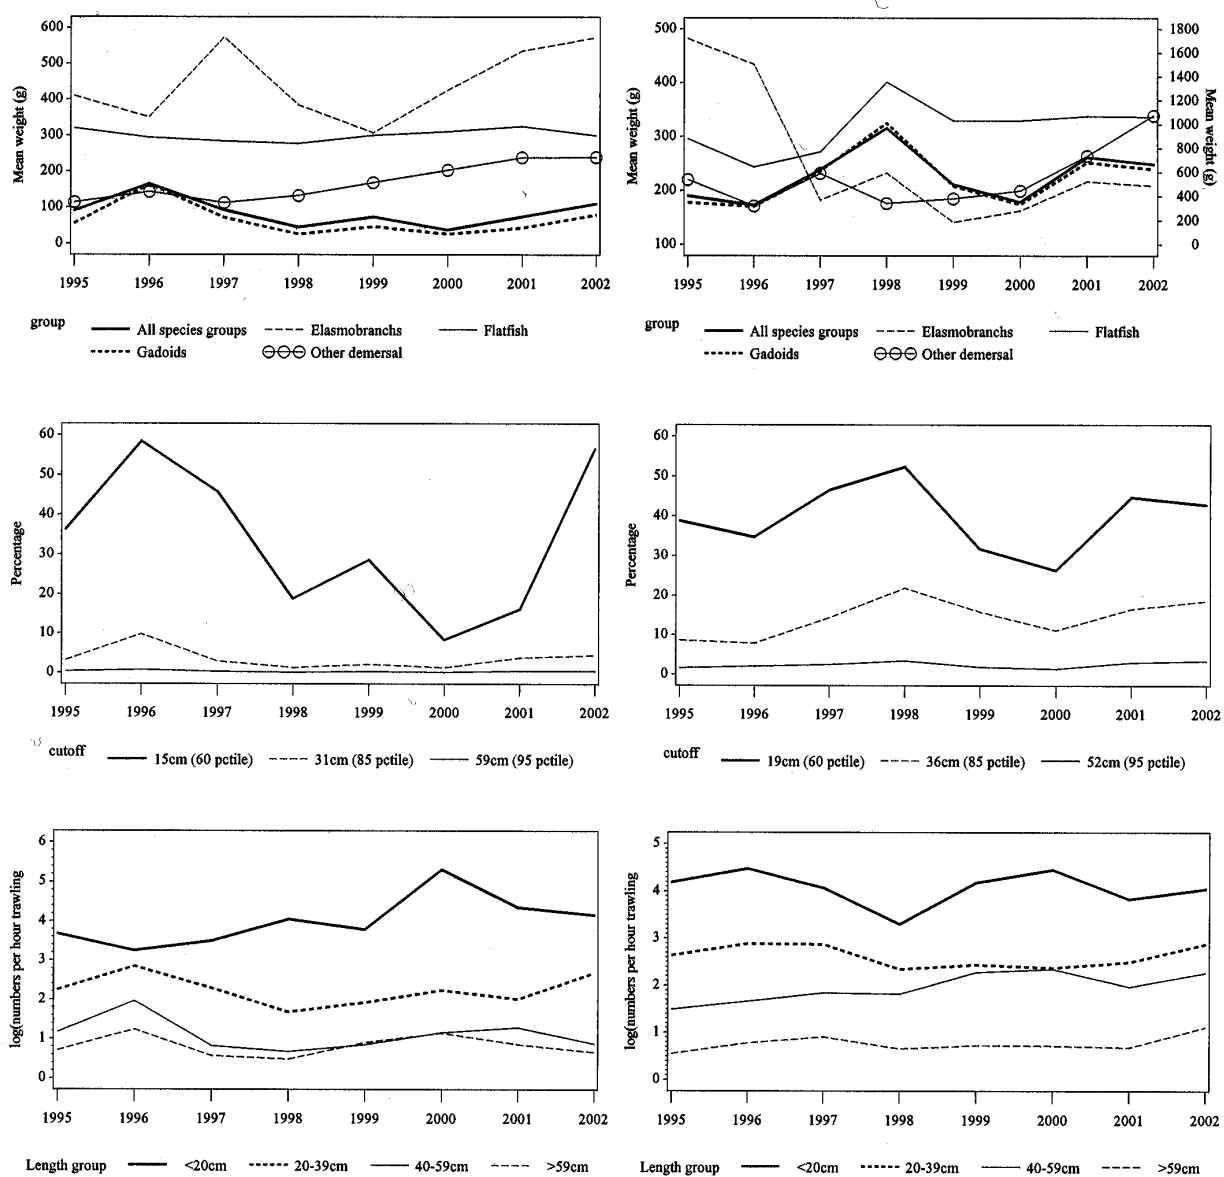 600
500
400
300
200
100
0
Mean weight (g)
1995 1996 1997 1998 1999 2000 2001 2002
group All species groups Elasmobranchs Flatfish
Gadoids Other demersal
500
400
300
200
100
Mean weight (g)
1800
1600
1400
1200
1000
800
600
400
200
0
Mean weight (g)
1995 1996 1997 1998 1999 2000 2001 2002
group All species groups Elasmobranchs Flatfish
Gadoids Other demersal
60
50
40
30
20
10
0
Percentage
1995 1996 1997 1998 1999 2000 2001 2002
cutoff 15cm (60 pctile) 31cm (85 pctile) 59cm (95 pctile)
60
50
40
30
20
10
0
Percentage
1995 1996 1997 1998 1999 2000 2001 2002
cutoff 19cm (60 pctile) 36cm (85 pctile) 52cm (95 pctile)
6
5
4
3
2
1
0
log(numbers per hour trawling
1995 1996 1997 1998 1999 2000 2001 2002
Length group <20cm 20-39cm 40-59cm >59cm
5
4
3
2
1
0
log(numbers per hour trawling
1995 1996 1997 1998 1999 2000 2001 2002
Length group <20cm 20-39cm 40-59cm >59cm